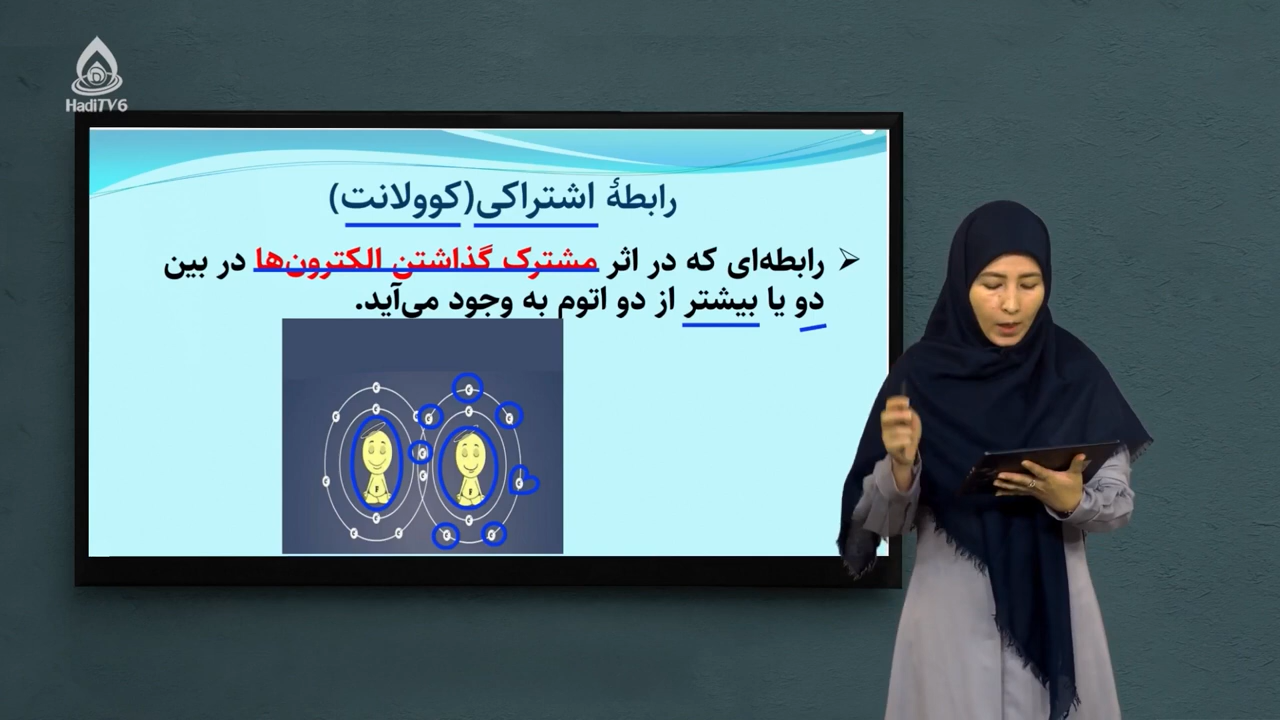 HadiTV6
رابطهٔ اشتراکی(کوولانت)
رابطه‌ای که در اثر مشترک گذاشتن الکترون‌ها در بین
دو یا بیشتر از دو اتوم به وجود می‌آید.
F
F